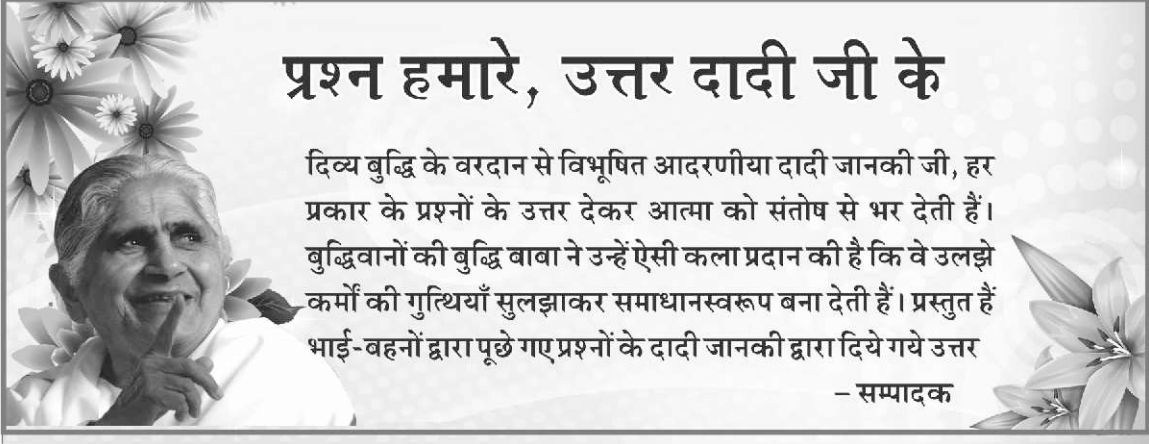 प्रश्न हमारे, उत्तर दादी जी के
दिव्य बुद्धि के वरदान से विभूषित आदरणीया दादी जानकी जी, हर
प्रकार के प्रश्नों के उत्तर देकर आत्मा को संतोष से भर देती हैं।
बुद्धिवानों की बुद्धि बाबा ने उन्हें ऐसी कला प्रदान की है कि वे उलझे
कर्मों की गुत्थियाँ सुलझाकर समाधानस्वरूप बना देती हैं। प्रस्तुत हैं
भाई-बहनों द्वारा पूछे गए प्रश्नों के दादी जानकी द्वारा दिये गये उत्तर
– सम्पादक